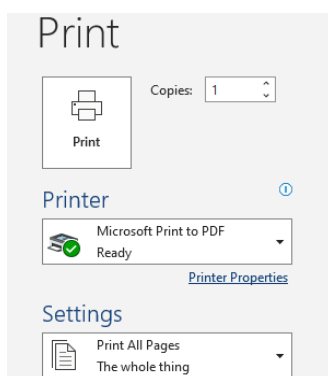 Print
Copies: 1
Print
Printer
Microsoft Print to PDF
Ready
Printer Properties
Settings
Print All Pages
The whole thing